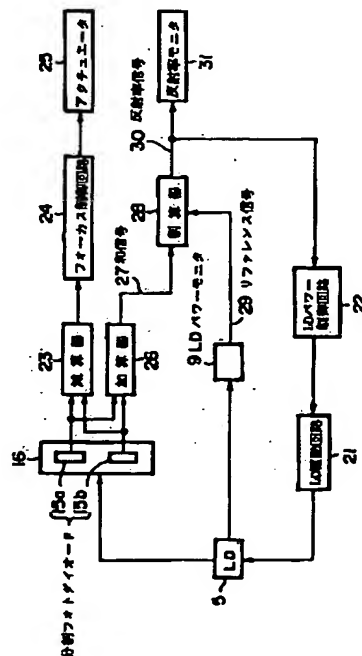 25
アクチュエータ
24
フォーカス制御回路
23
減算器
26
加算器
27 和信号
28
割算器
30 反射率信号
31
反射率モニタ
29 リファレンス信号
9 LDパワーモニタ
16
15a
15b
分割フォトダイオード
5
LD
21
LD駆動回路
22
LDパワー制御回路